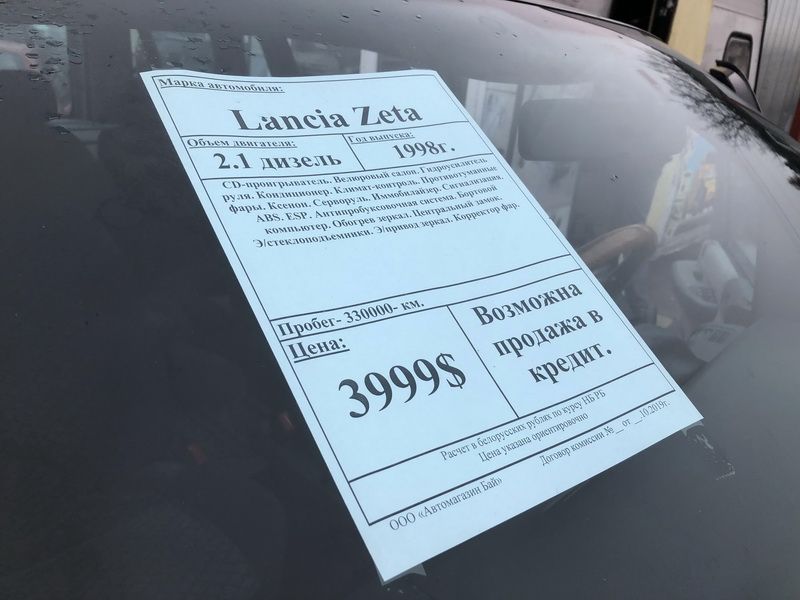 Марка автомобиля:
Lancia Zeta
Объем двигателя:
2.1 дизель
Год выпуска:
1998г.
CD-проигрыватель. Велюровый салон. Гидроусилитель
руля. Кондиционер. Климат-контроль. Противотуманные
фары. Ксенон. Серворуль. Иммобилайзер. Сигнализация
ABS. ESP. Антипробуксовочная система. Бортовой
компьютер. Обогрев зеркал. Центральный замок.
Э/стеклоподъемники. Э/привод зеркал. Корректор фар.
Пробег- 330000- км.
Цена:
3999$
Возможна
продажа в
кредит.
Расчет в белорусских рублях по курсу НБ РБ
Цена указана ориентировочно
Договор комиссии №__от __.10.2019г.
ООО «Автомагазин Бай»